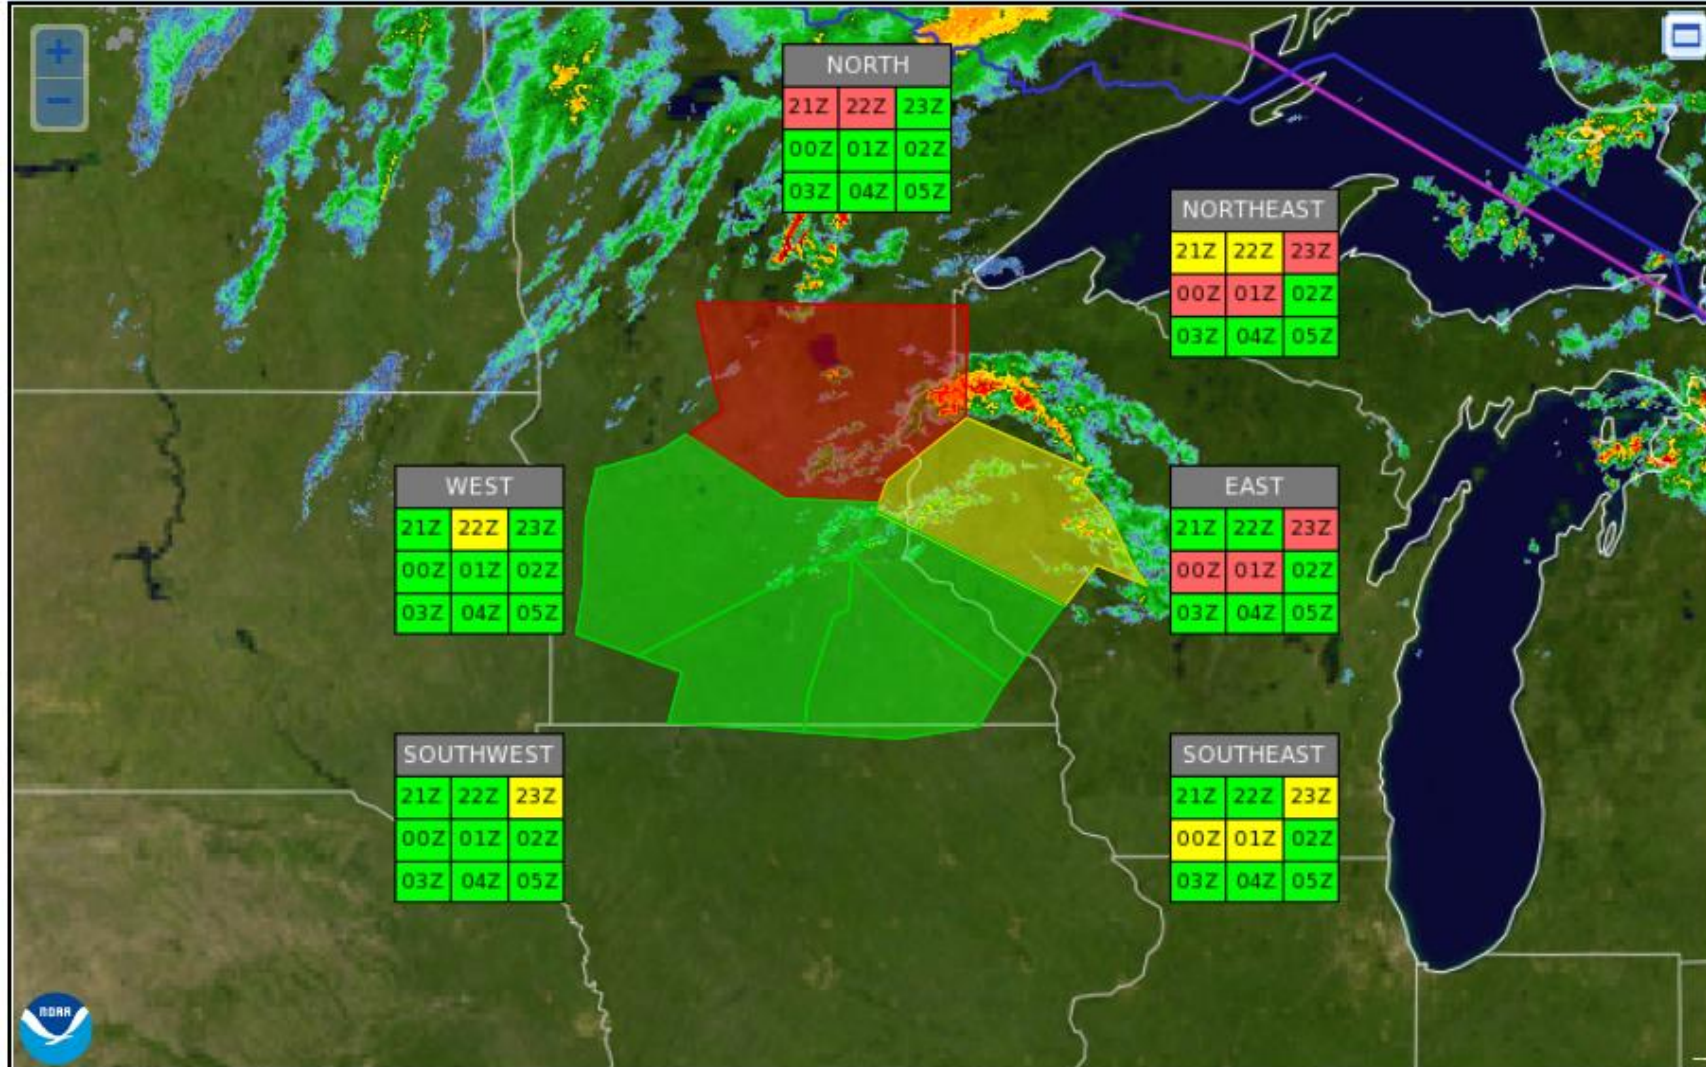 +
−
NORTH
21Z 22Z 23Z
00Z 01Z 02Z
03Z 04Z 05Z
NORTHEAST
21Z 22Z 23Z
00Z 01Z 02Z
03Z 04Z 05Z
WEST
21Z 22Z 23Z
00Z 01Z 02Z
03Z 04Z 05Z
EAST
21Z 22Z 23Z
00Z 01Z 02Z
03Z 04Z 05Z
SOUTHWEST
21Z 22Z 23Z
00Z 01Z 02Z
03Z 04Z 05Z
SOUTHEAST
21Z 22Z 23Z
00Z 01Z 02Z
03Z 04Z 05Z
NOAA